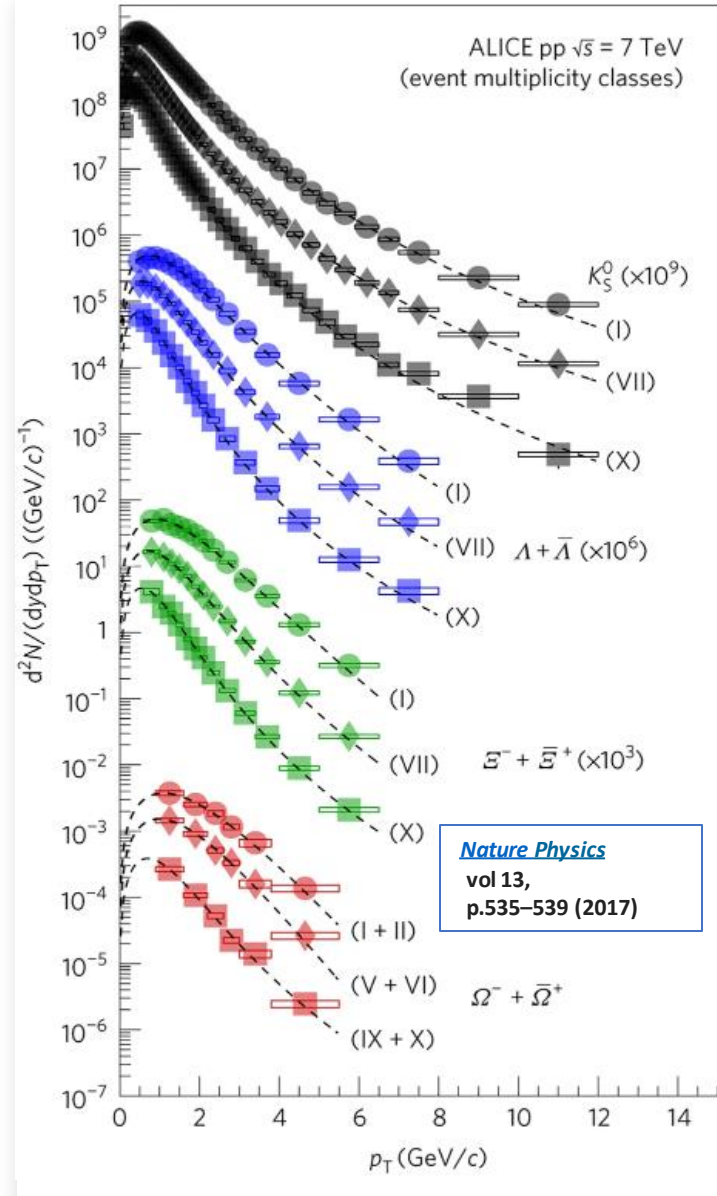 ALICE pp √s = 7 TeV
(event multiplicity classes)
10⁹
10⁸
10⁷
10⁶
10⁵
10⁴
10³
10²
10¹
1
10⁻¹
10⁻²
10⁻³
10⁻⁴
10⁻⁵
10⁻⁶
10⁻⁷
d²N/(dydp_T) ((GeV/c)⁻¹)
K⁰_S (×10⁹)
(I)
(VII)
(X)
(I)
(VII)
Λ + Λ̅ (×10⁶)
(X)
(I)
(VII)
Ξ⁻ + Ξ̅⁺ (×10³)
(X)
Nature Physics
vol 13,
p.535–539 (2017)
(I + II)
(V + VI)
Ω⁻ + Ω̅⁺
(IX + X)
0 2 4 6 8 10 12 14
p_T (GeV/c)